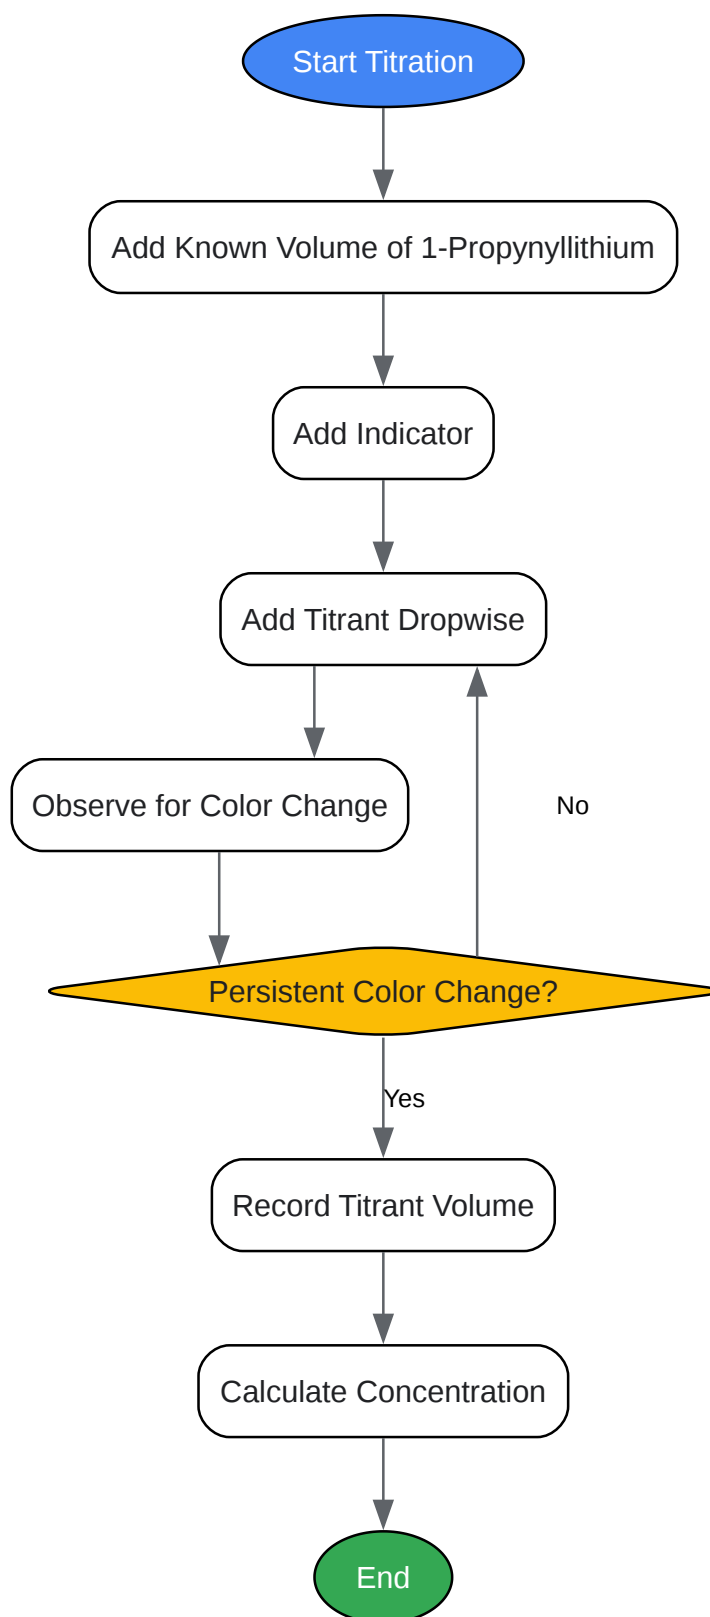 Start Titration
Add Known Volume of 1-Propynyllithium
Add Indicator
Add Titrant Dropwise
Observe for Color Change
No
Persistent Color Change?
Yes
Record Titrant Volume
Calculate Concentration
End